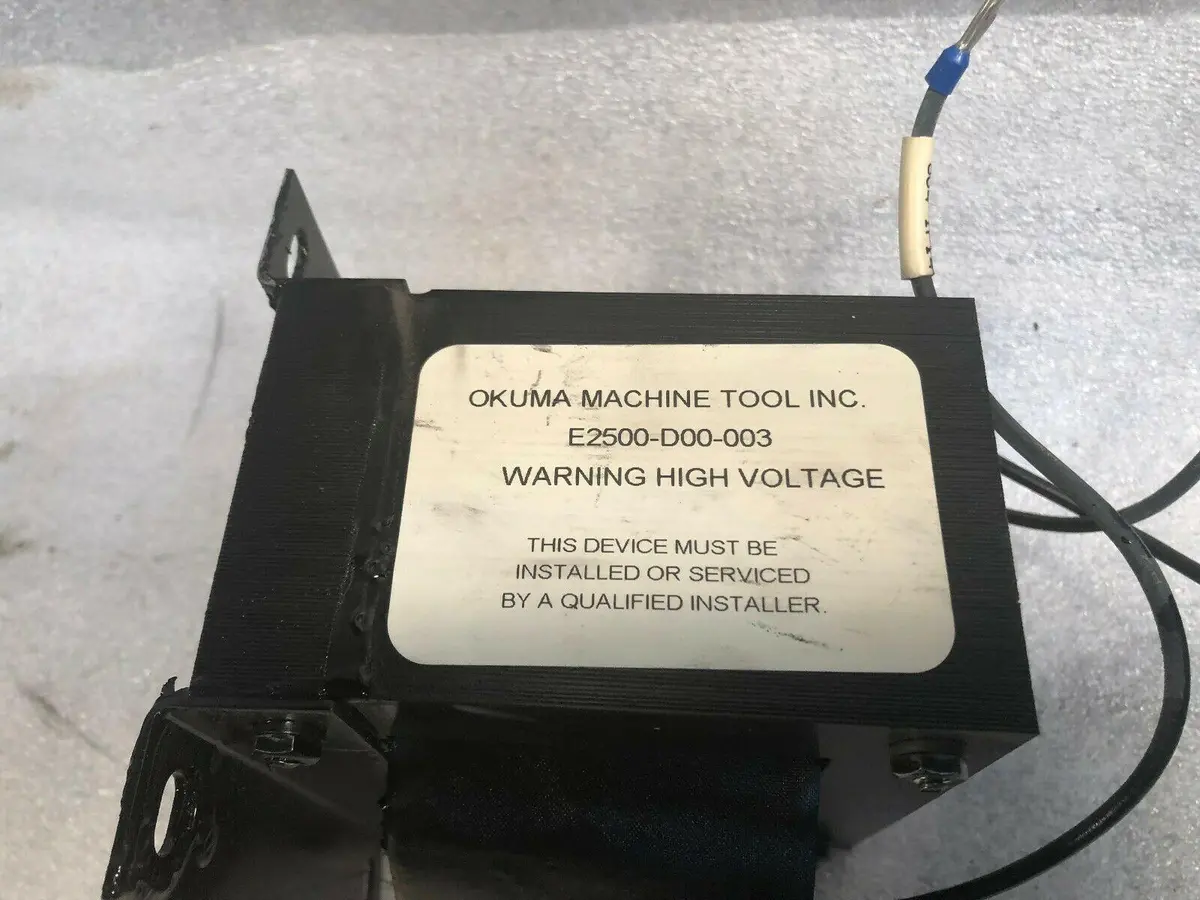 OKUMA MACHINE TOOL INC.
E2500-D00-003
WARNING HIGH VOLTAGE
THIS DEVICE MUST BE
INSTALLED OR SERVICED
BY A QUALIFIED INSTALLER.